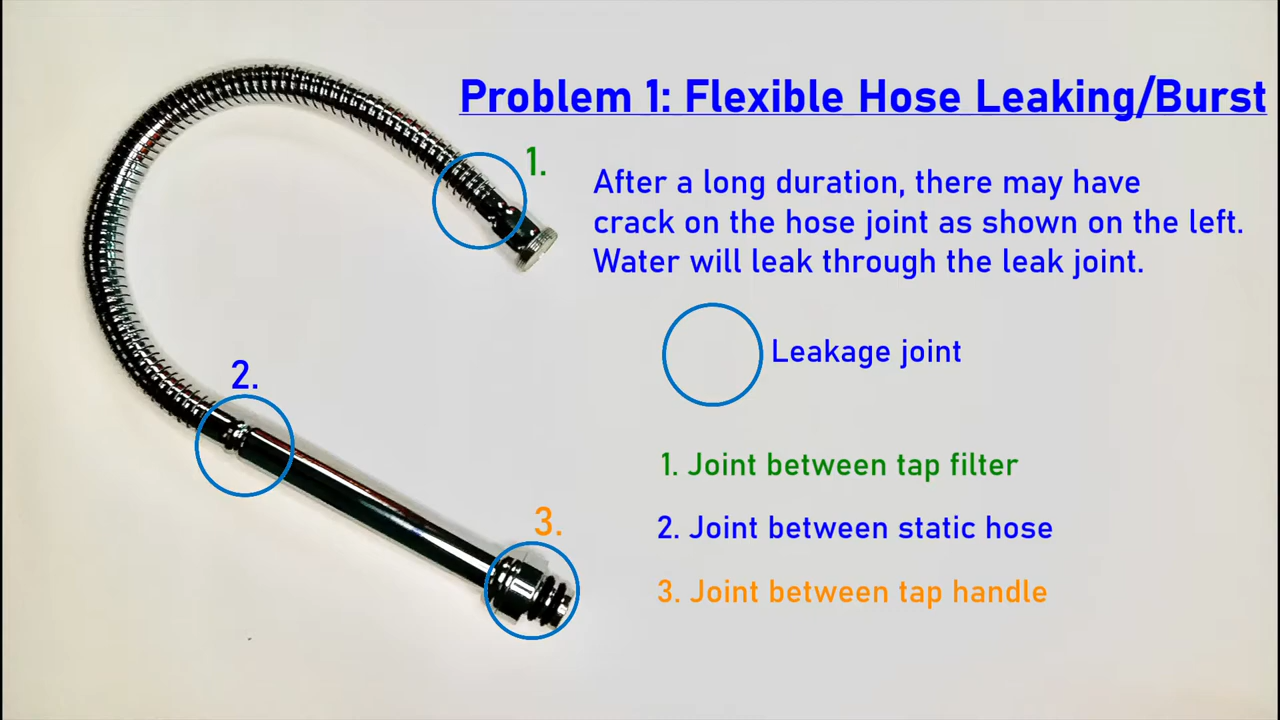 Problem 1: Flexible Hose Leaking/Burst
1.
After a long duration, there may have
crack on the hose joint as shown on the left.
Water will leak through the leak joint.
Leakage joint
2.
1. Joint between tap filter
2. Joint between static hose
3.
3. Joint between tap handle